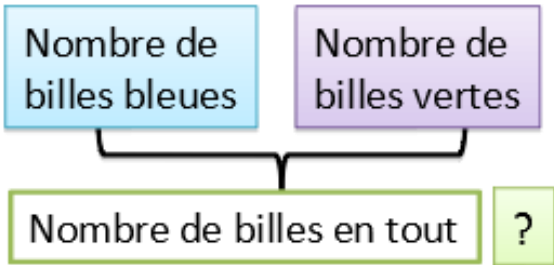 Nombre de
billes bleues
Nombre de
billes vertes
Nombre de billes en tout
?